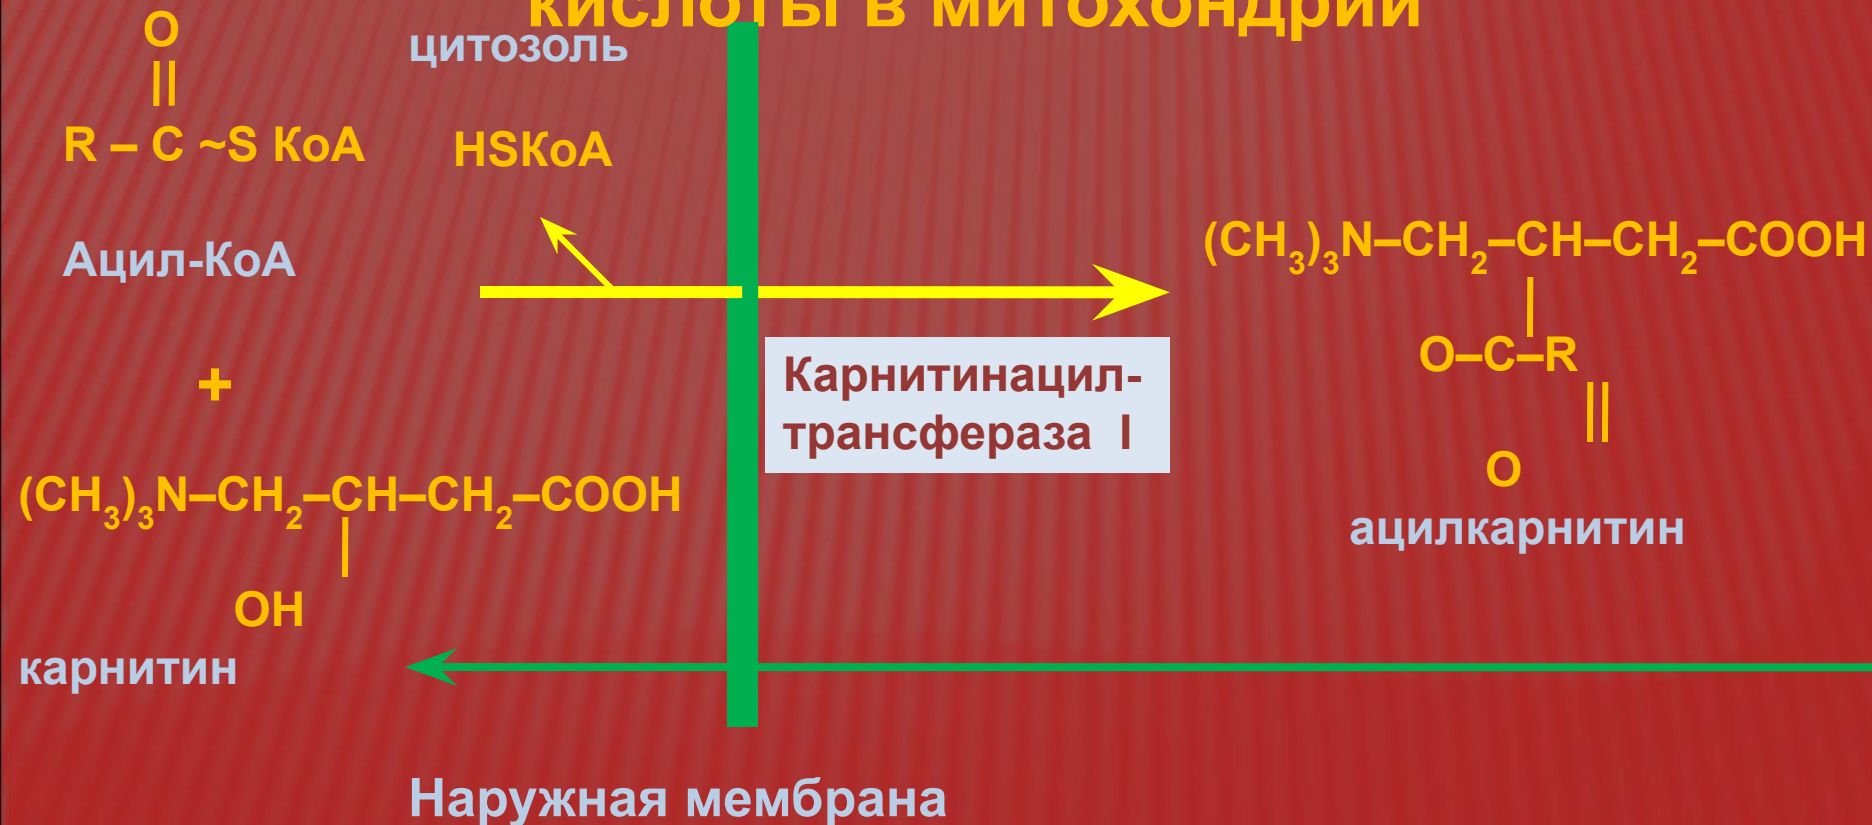 кислоты в митохондрии
O
цитозоль
||
R – C ~S КоА
HSКоА
Ацил-КоА
(CH3)3N–CH2–CH–CH2–COOH
|
+
O–C–R
Карнитинацил-
трансфераза I
||
O
(CH3)3N–CH2–CH–CH2–COOH
|
ацилкарнитин
OH
карнитин
Наружная мембрана